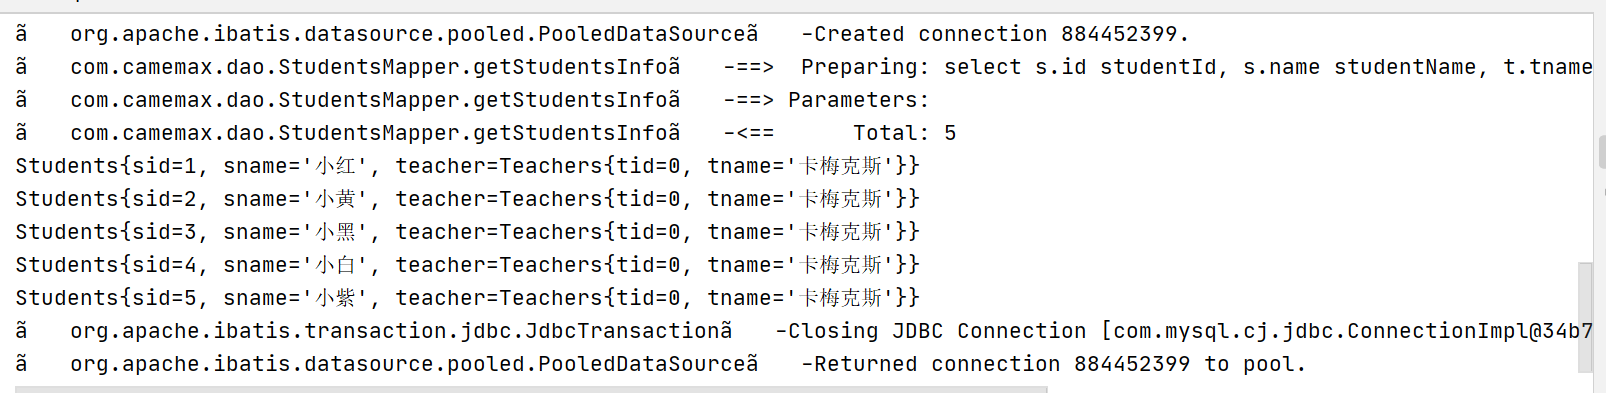 ã   org.apache.ibatis.datasource.pooled.PooledDataSourceã   -Created connection 884452399.
ã   com.camemax.dao.StudentsMapper.getStudentsInfoã   -==>  Preparing: select s.id studentId, s.name studentName, t.tname
ã   com.camemax.dao.StudentsMapper.getStudentsInfoã   -==> Parameters:
ã   com.camemax.dao.StudentsMapper.getStudentsInfoã   -<==      Total: 5
Students{sid=1, sname='小红', teacher=Teachers{tid=0, tname='卡梅克斯'}}
Students{sid=2, sname='小黄', teacher=Teachers{tid=0, tname='卡梅克斯'}}
Students{sid=3, sname='小黑', teacher=Teachers{tid=0, tname='卡梅克斯'}}
Students{sid=4, sname='小白', teacher=Teachers{tid=0, tname='卡梅克斯'}}
Students{sid=5, sname='小紫', teacher=Teachers{tid=0, tname='卡梅克斯'}}
ã   org.apache.ibatis.transaction.jdbc.JdbcTransactionã   -Closing JDBC Connection [com.mysql.cj.jdbc.ConnectionImpl@34b7
ã   org.apache.ibatis.datasource.pooled.PooledDataSourceã   -Returned connection 884452399 to pool.